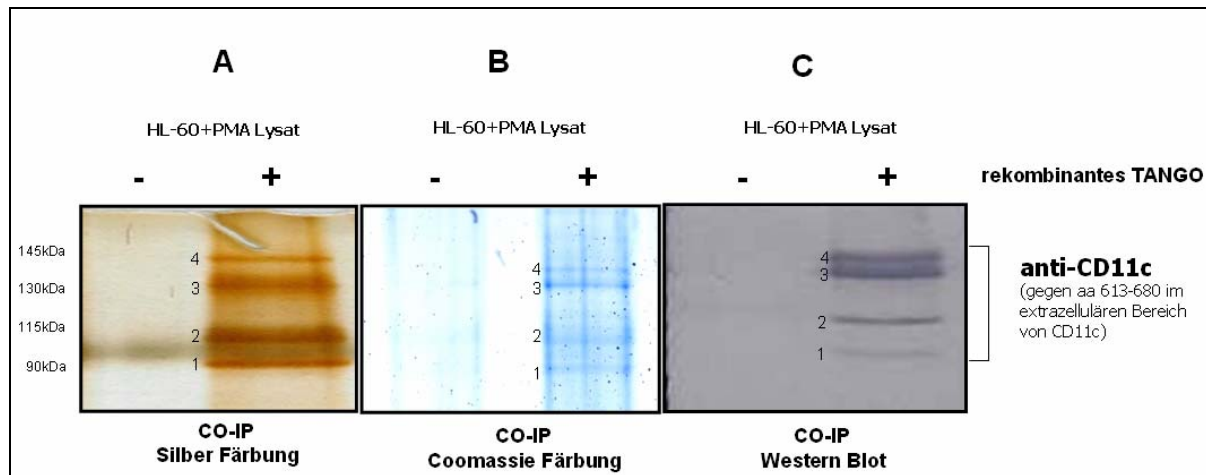 A
B
C
HL-60+PMA Lysat
HL-60+PMA Lysat
HL-60+PMA Lysat
- +
- +
- +
rekombinantes TANGO
145kDa
130kDa
115kDa
90kDa
4
3
2
1
4
3
2
1
4
3
2
1
anti-CD11c
(gegen aa 613-680 im
extrazellulären Bereich
von CD11c)
CO-IP
Silber Färbung
CO-IP
Coomassie Färbung
CO-IP
Western Blot